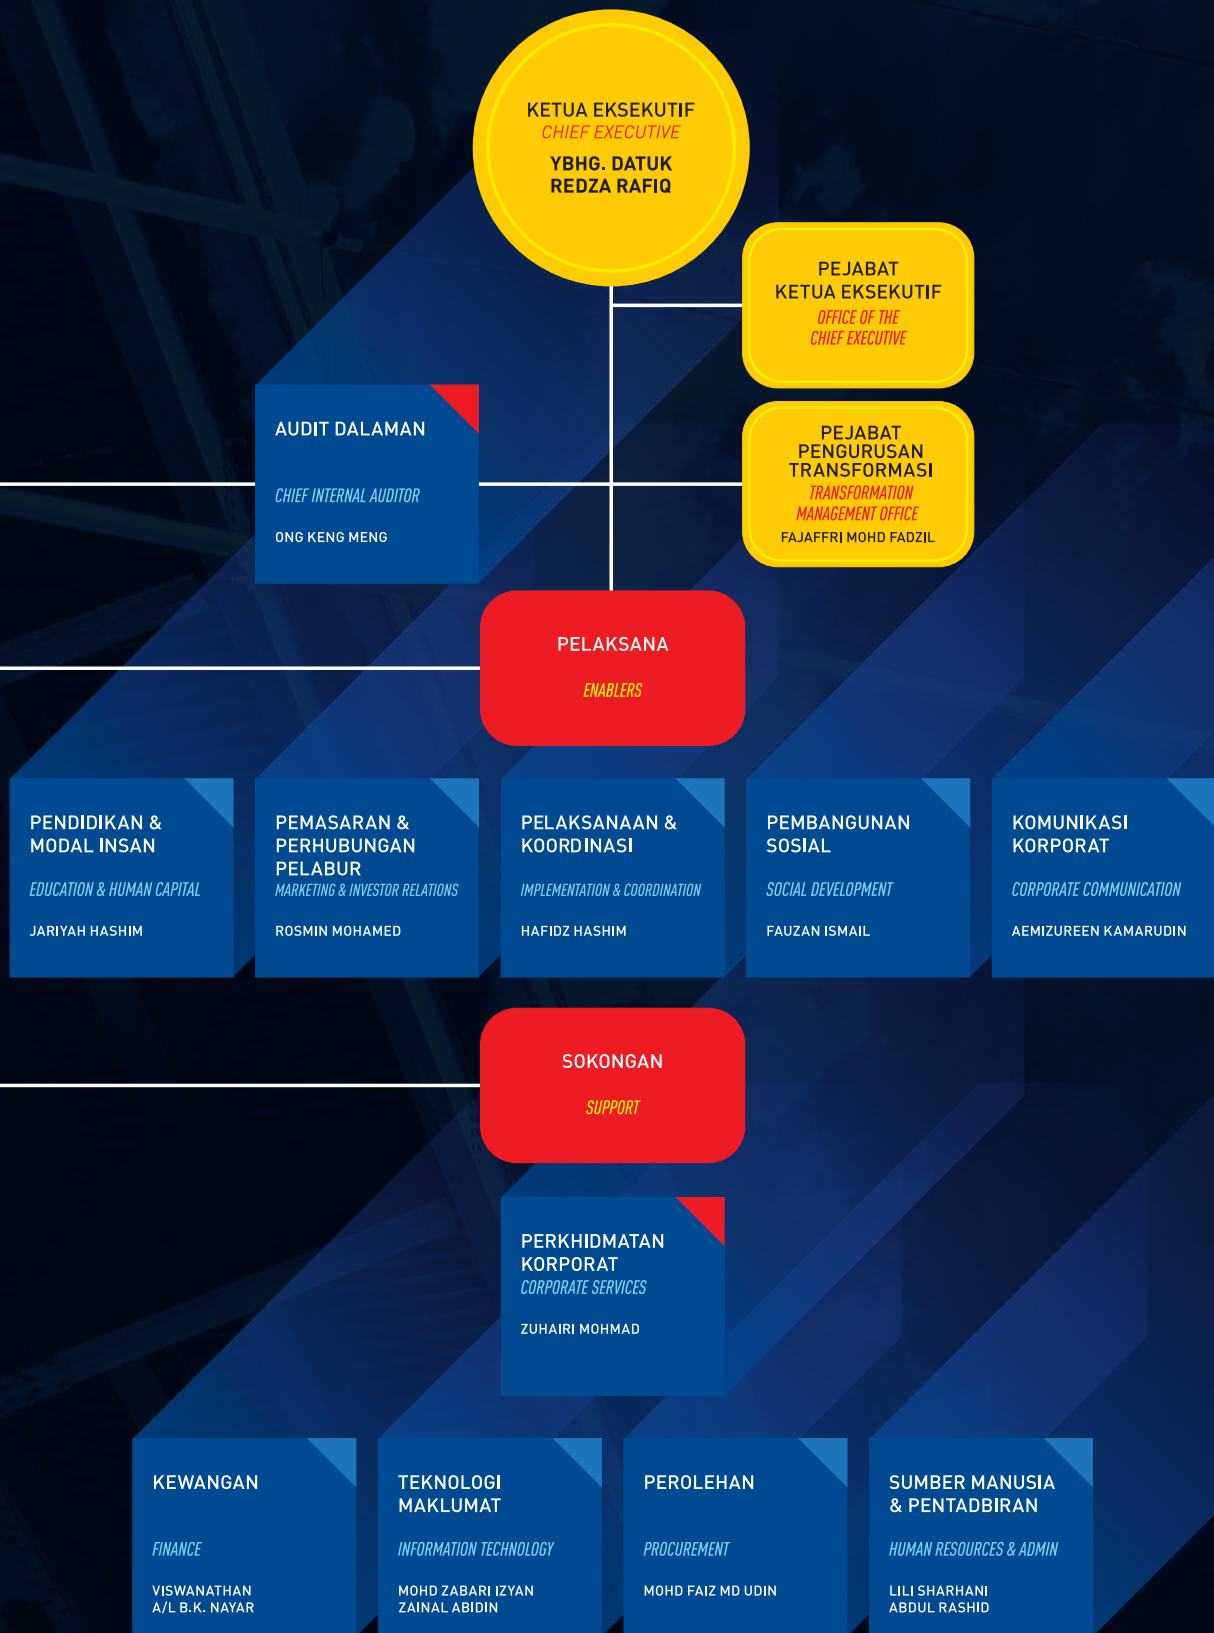 KETUA EKSEKUTIF
CHIEF EXECUTIVE
YBHG. DATUK
REDZA RAFIQ
PEJABAT
KETUA EKSEKUTIF
OFFICE OF THE
CHIEF EXECUTIVE
AUDIT DALAMAN
CHIEF INTERNAL AUDITOR
ONG KENG MENG
PEJABAT
PENGURUSAN
TRANSFORMASI
TRANSFORMATION
MANAGEMENT OFFICE
FAJAFFRI MOHD FADZIL
PELAKSANA
ENABLERS
PENDIDIKAN &
MODAL INSAN
EDUCATION & HUMAN CAPITAL
JARIYAH HASHIM
PEMASARAN &
PERHUBUNGAN
PELABUR
MARKETING & INVESTOR RELATIONS
ROSMIN MOHAMED
PELAKSANAAN &
KOORDINASI
IMPLEMENTATION & COORDINATION
HAFIDZ HASHIM
PEMBANGUNAN
SOSIAL
SOCIAL DEVELOPMENT
FAUZAN ISMAIL
KOMUNIKASI
KORPORAT
CORPORATE COMMUNICATION
AEMIZUREEN KAMARUDIN
SOKONGAN
SUPPORT
PERKHIDMATAN
KORPORAT
CORPORATE SERVICES
ZUHAIRI MOHMAD
KEWANGAN
FINANCE
VISWANATHAN
A/L B.K. NAYAR
TEKNOLOGI
MAKLUMAT
INFORMATION TECHNOLOGY
MOHD ZABARI IZYAN
ZAINAL ABIDIN
PEROLEHAN
PROCUREMENT
MOHD FAIZ MD UDIN
SUMBER MANUSIA
& PENTADBIRAN
HUMAN RESOURCES & ADMIN
LILI SHARHANI
ABDUL RASHID